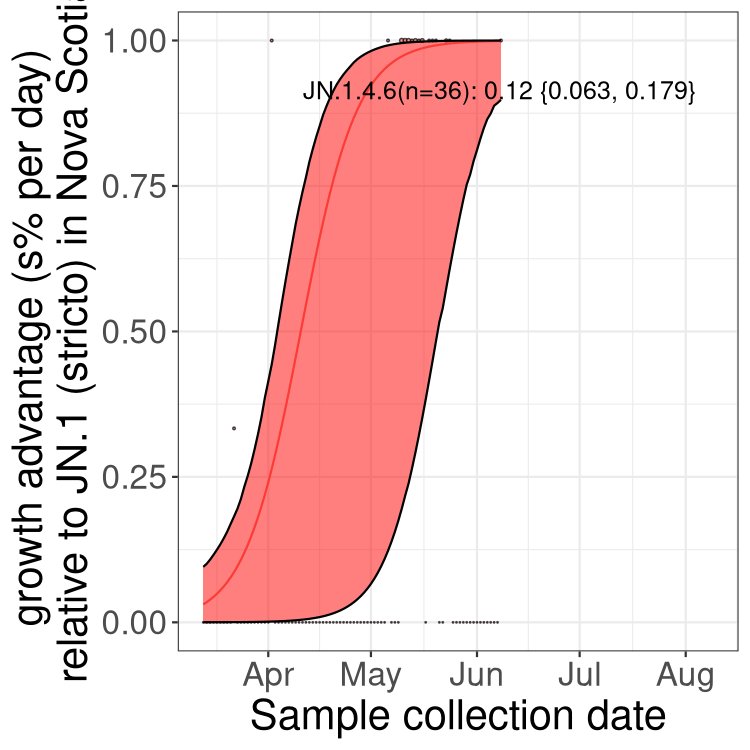 growth advantage (s% per day)
relative to JN.1 (stricto) in Nova Scotia
1.00
0.75
0.50
0.25
0.00
JN.1.4.6(n=36): 0.12 {0.063, 0.179}
Apr May Jun Jul Aug
Sample collection date